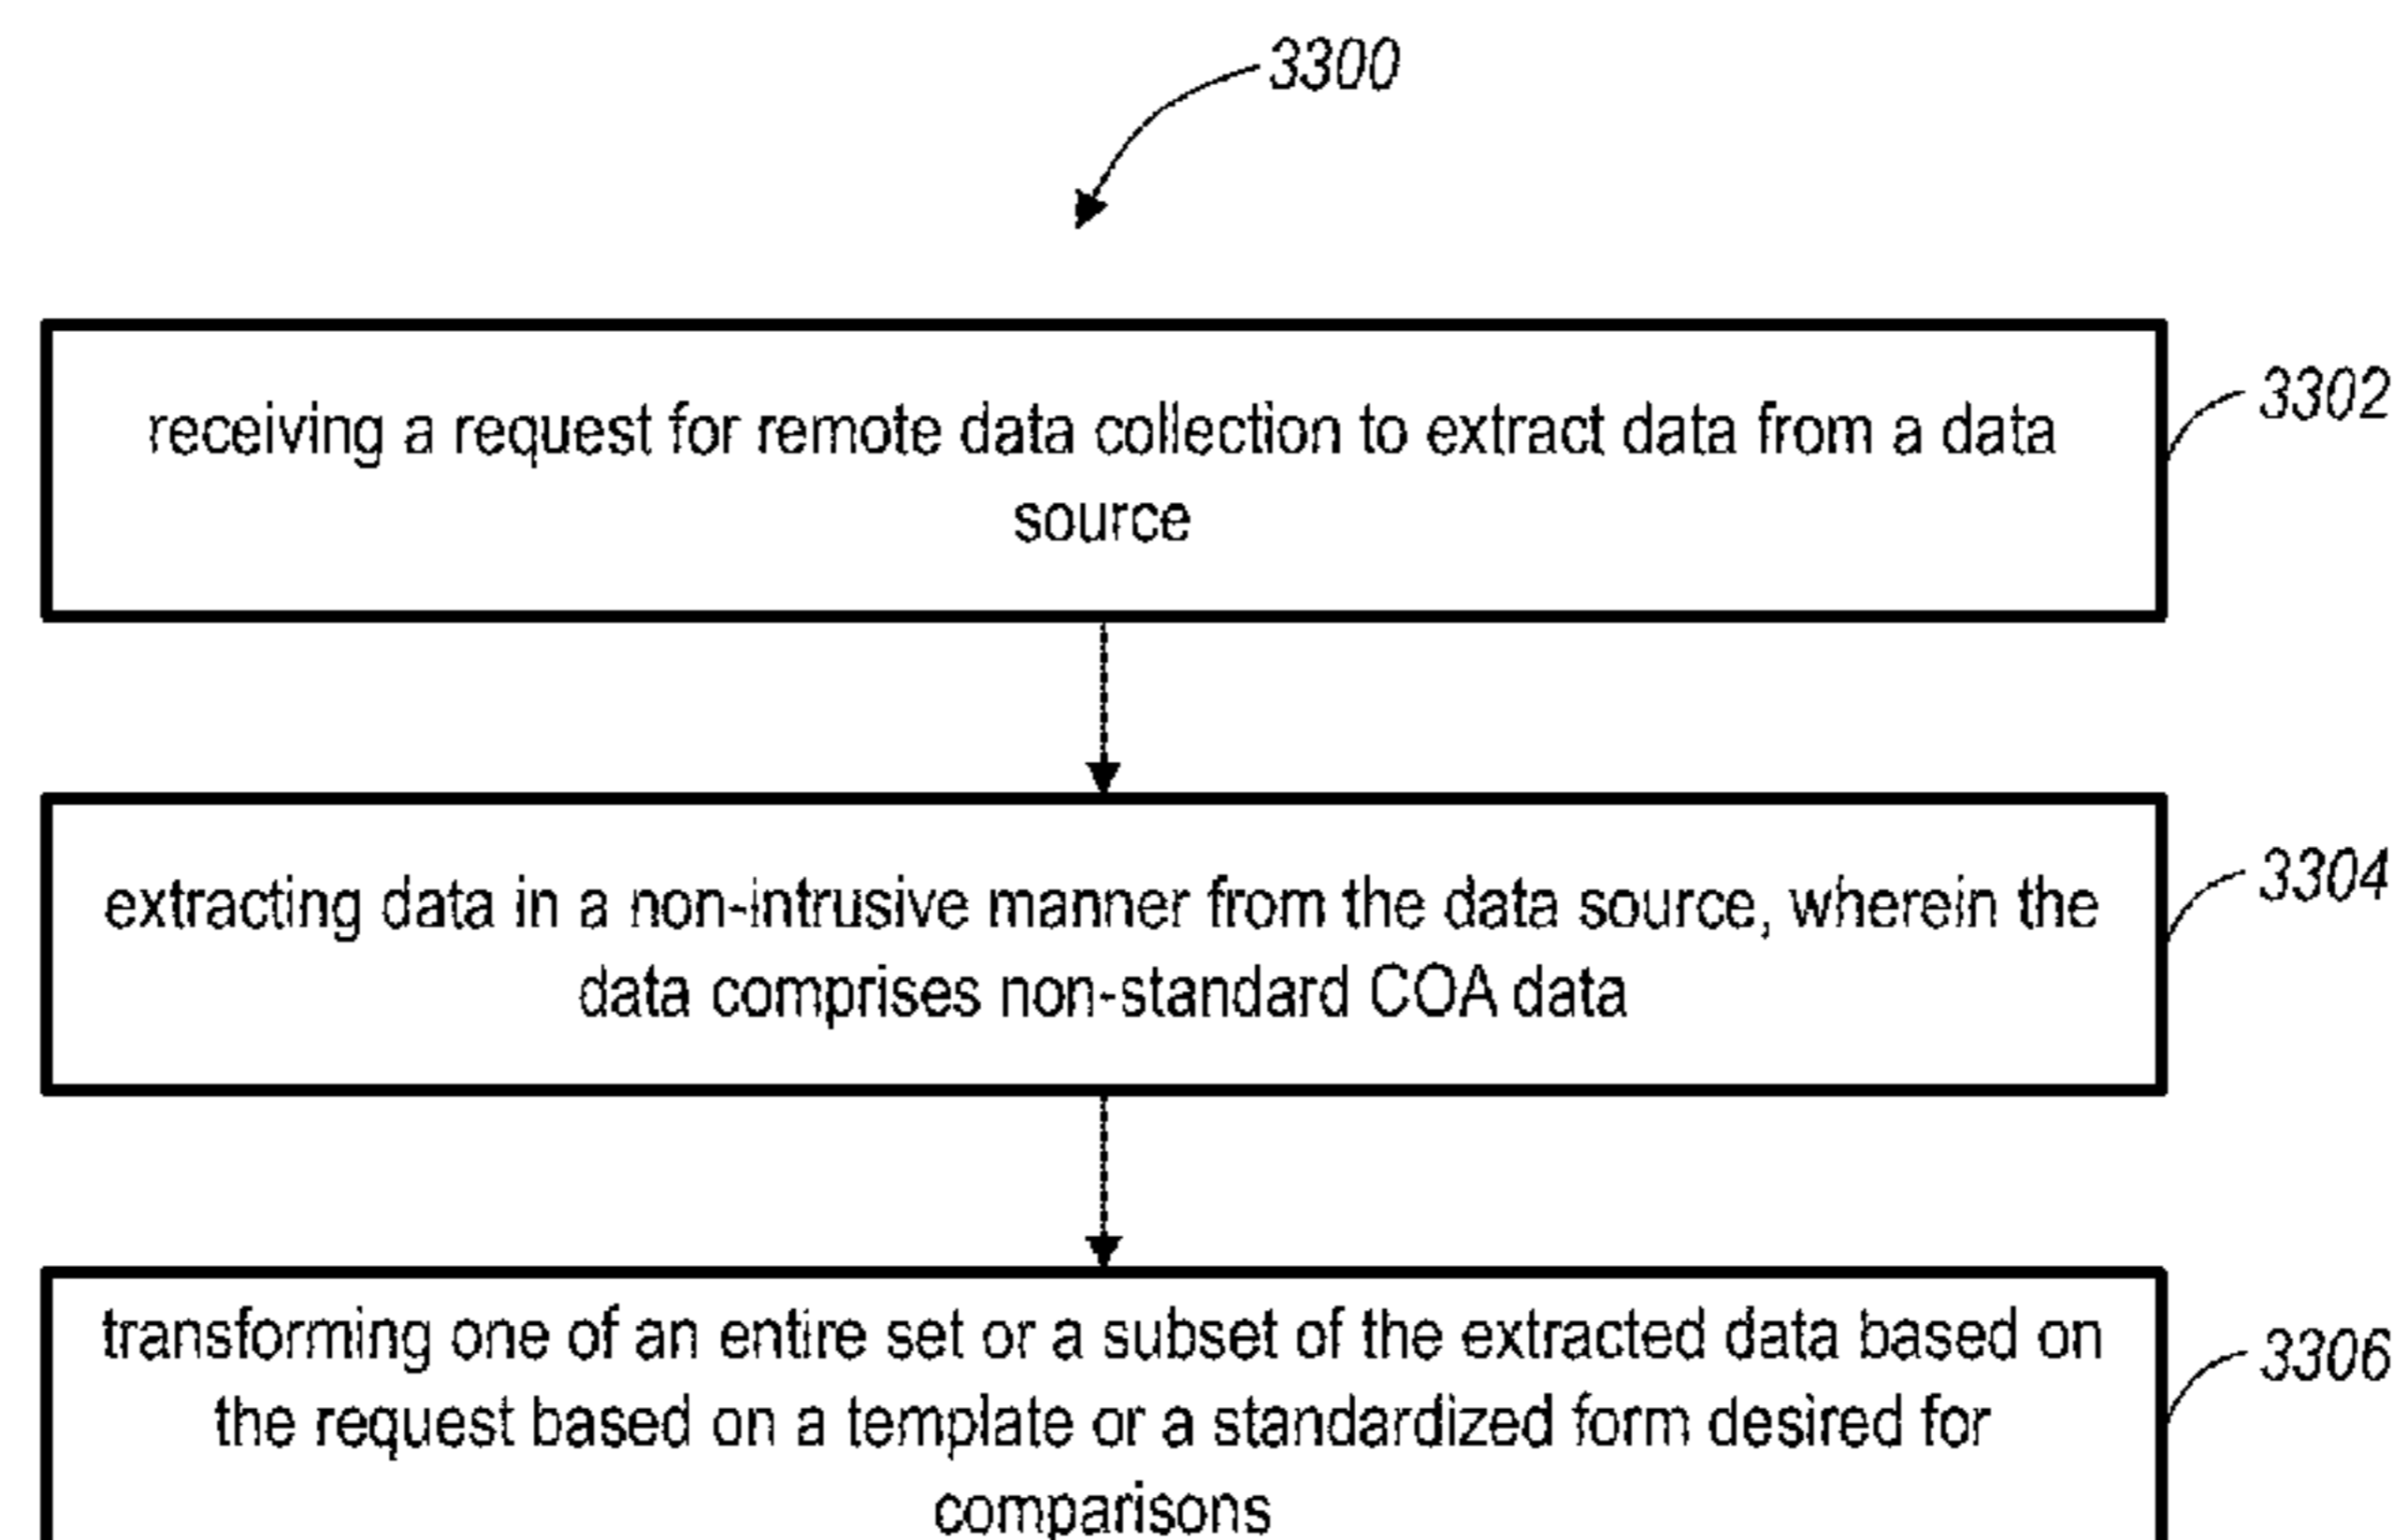 3300
receiving a request for remote data collection to extract data from a data
source
3302
extracting data in a non-intrusive manner from the data source, wherein the
data comprises non-standard COA data
3304
transforming one of an entire set or a subset of the extracted data based on
the request based on a template or a standardized form desired for
comparisons
3306